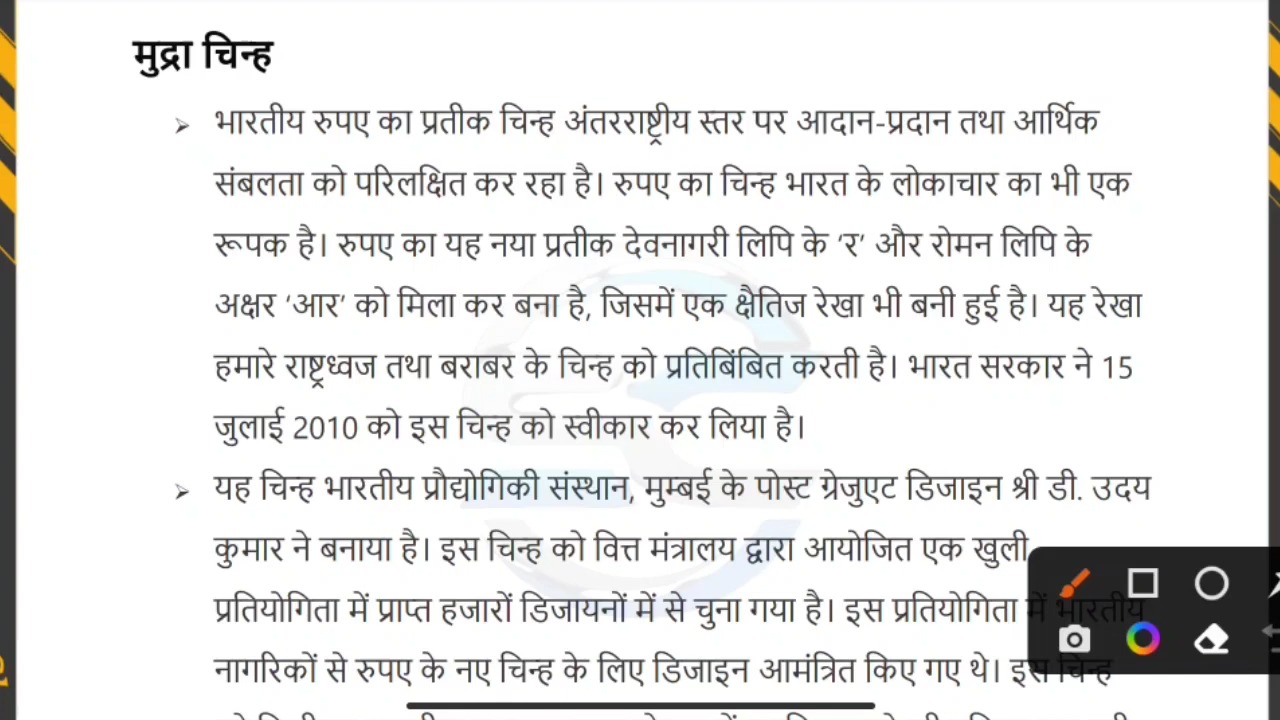 मुद्रा चिन्ह
➢ भारतीय रुपए का प्रतीक चिन्ह अंतरराष्ट्रीय स्तर पर आदान-प्रदान तथा आर्थिक
संबलता को परिलक्षित कर रहा है। रुपए का चिन्ह भारत के लोकाचार का भी एक
रूपक है। रुपए का यह नया प्रतीक देवनागरी लिपि के ‘र’ और रोमन लिपि के
अक्षर ‘आर’ को मिला कर बना है, जिसमें एक क्षैतिज रेखा भी बनी हुई है। यह रेखा
हमारे राष्ट्रध्वज तथा बराबर के चिन्ह को प्रतिबिंबित करती है। भारत सरकार ने 15
जुलाई 2010 को इस चिन्ह को स्वीकार कर लिया है।
➢ यह चिन्ह भारतीय प्रौद्योगिकी संस्थान, मुम्बई के पोस्ट ग्रेजुएट डिजाइन श्री डी. उदय
कुमार ने बनाया है। इस चिन्ह को वित्त मंत्रालय द्वारा आयोजित एक खुली
प्रतियोगिता में प्राप्त हजारों डिजायनों में से चुना गया है। इस प्रतियोगिता में भारतीय
नागरिकों से रुपए के नए चिन्ह के लिए डिजाइन आमंत्रित किए गए थे। इस चिन्ह